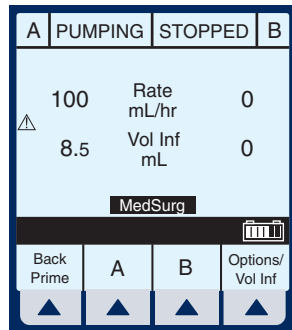 A PUMPING STOPPED B
100 Rate mL/hr 0
8.5 Vol Inf mL 0
MedSurg
Back Prime A B Options/ Vol Inf